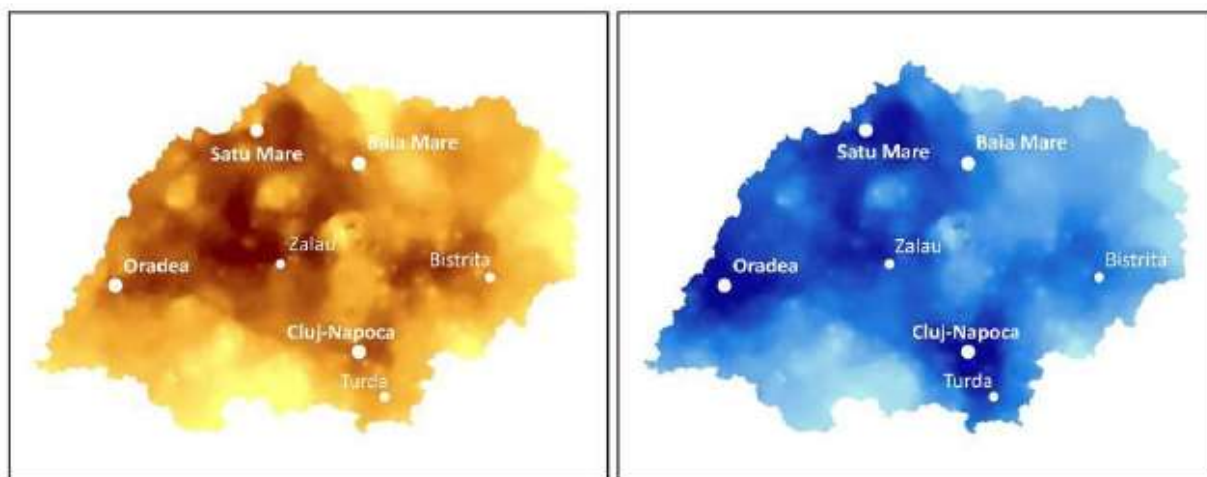 Satu Mare
Baia Mare
Zalau
Oradea
Bistrita
Cluj-Napoca
Turda
Satu Mare
Baia Mare
Zalau
Oradea
Bistrita
Cluj-Napoca
Turda